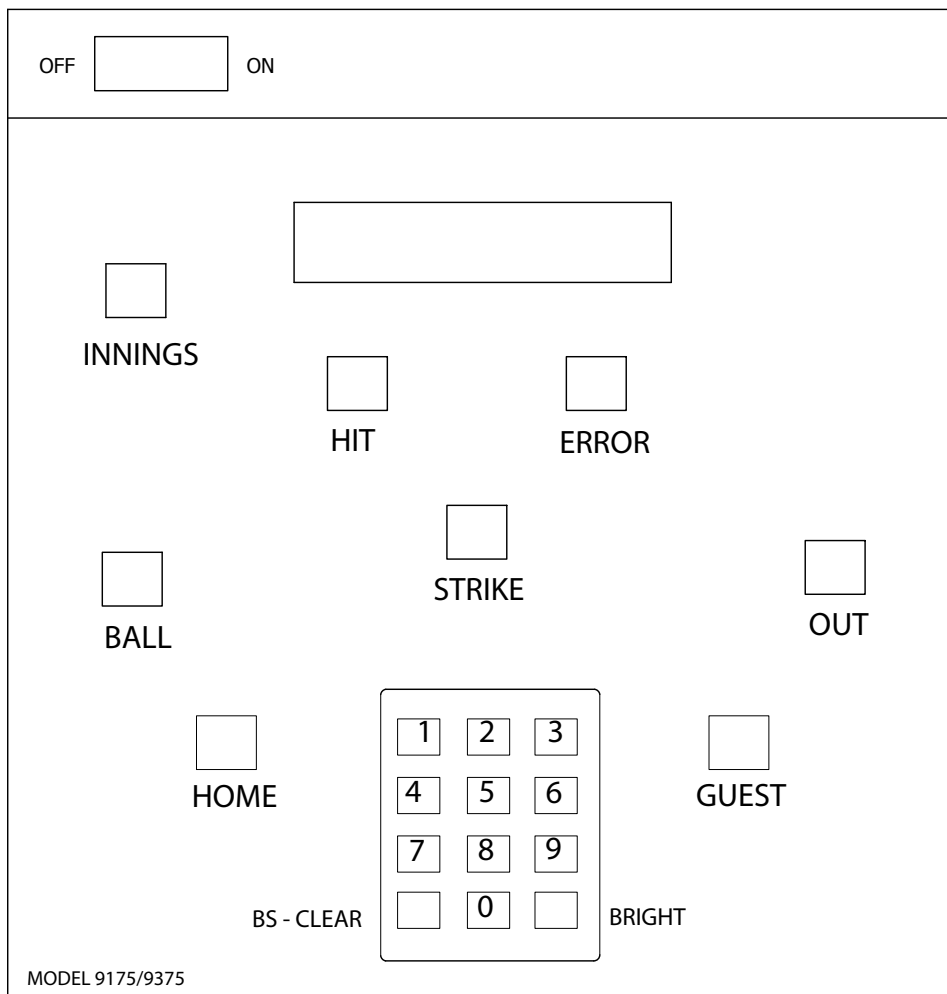 OFF ON
INNINGS
HIT ERROR
STRIKE
BALL OUT
1 2 3
HOME 4 5 6 GUEST
7 8 9
BS - CLEAR 0 BRIGHT
MODEL 9175/9375